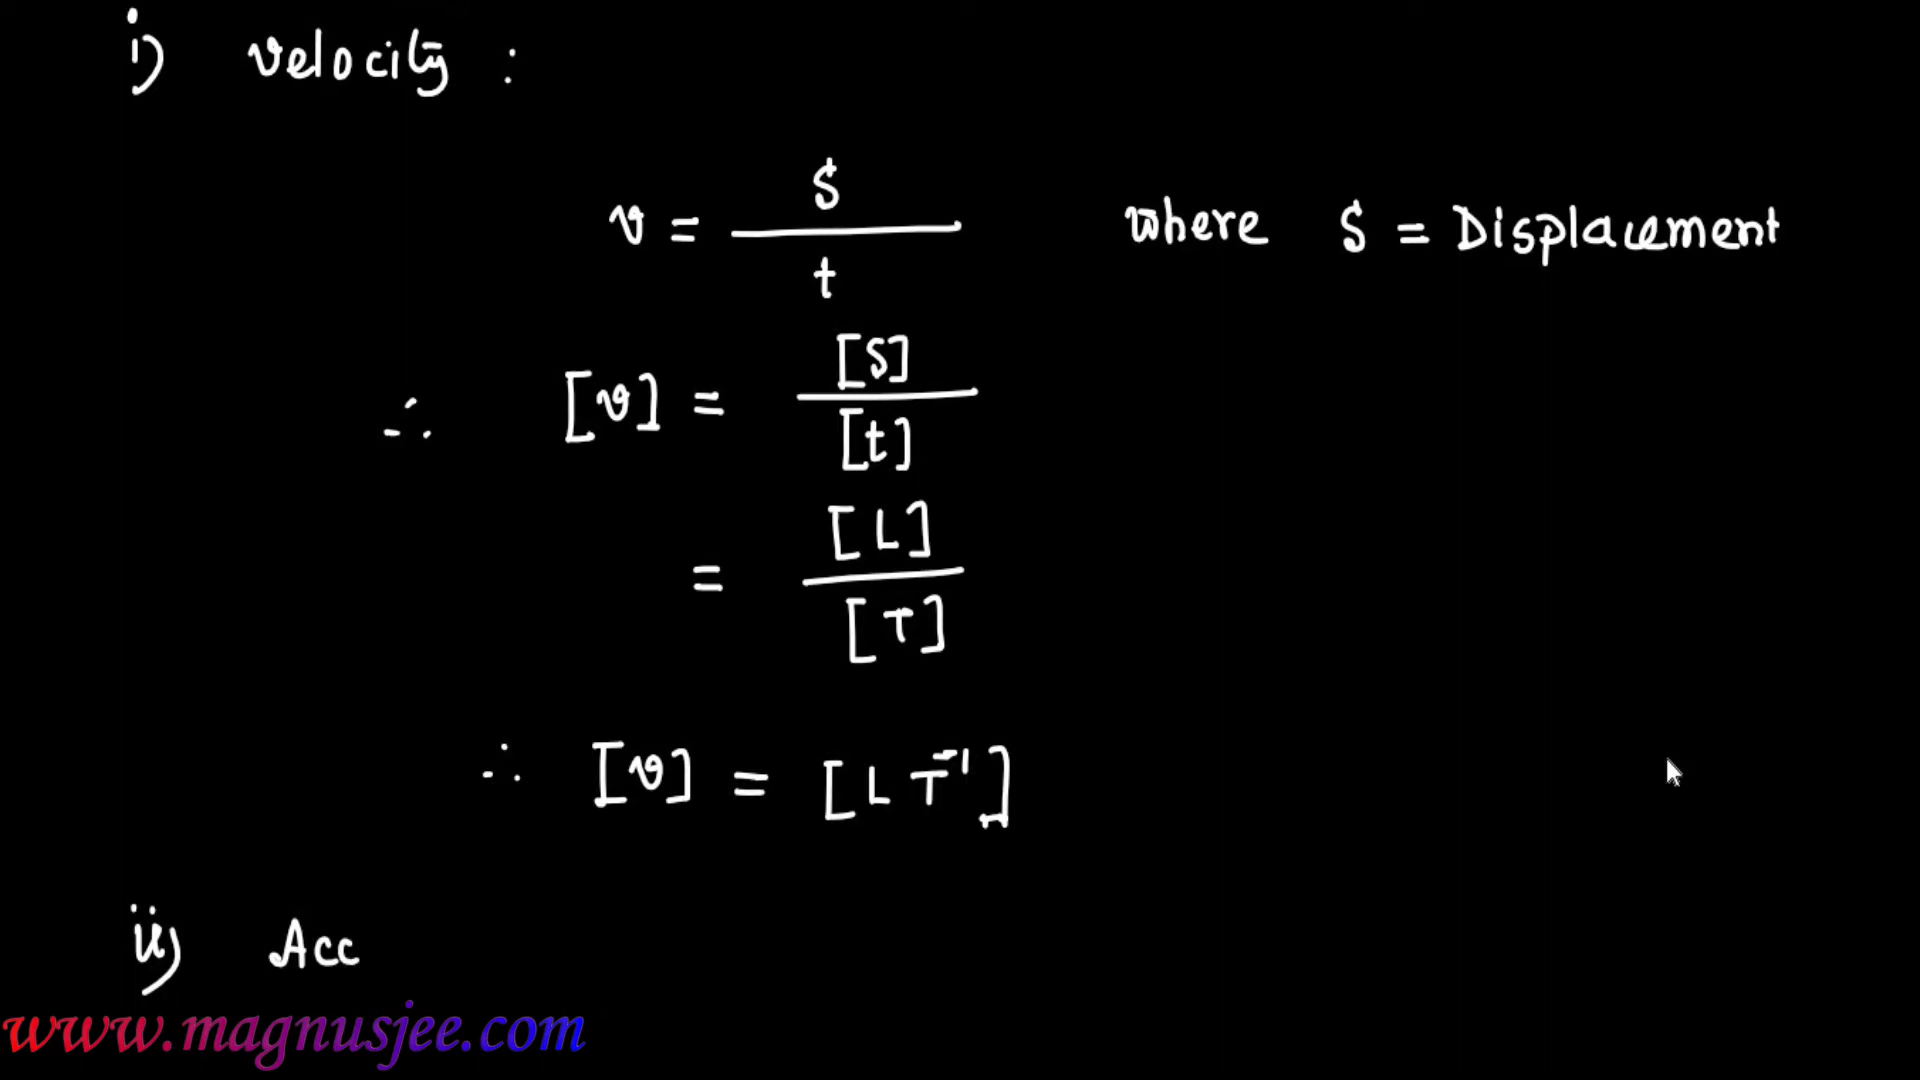 i) velocity :
v = S / t where S = Displacement
∴ [v] = [S] / [t]
= [L] / [T]
∴ [v] = [L T⁻¹]
ii) Acc
www.magnusjee.com